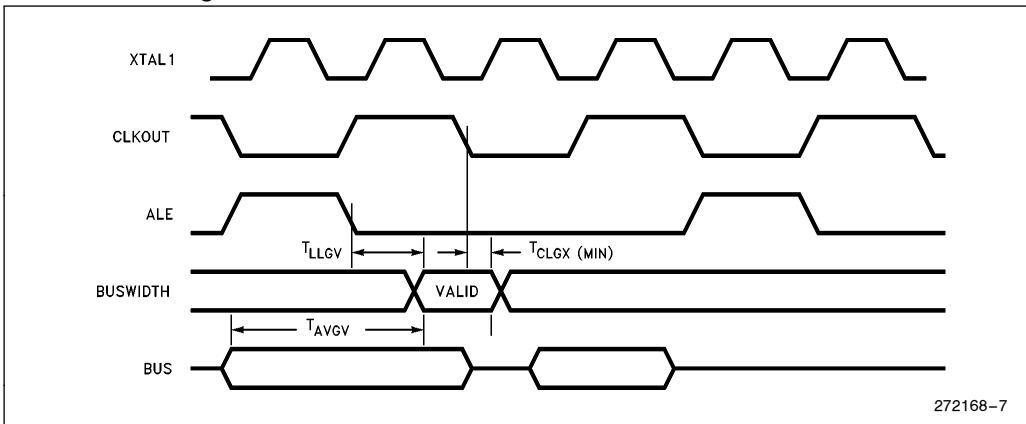 XTAL1
CLKOUT
ALE
TLLGV
TCLGX (MIN)
BUSWIDTH
VALID
TAVGV
BUS
272168–7